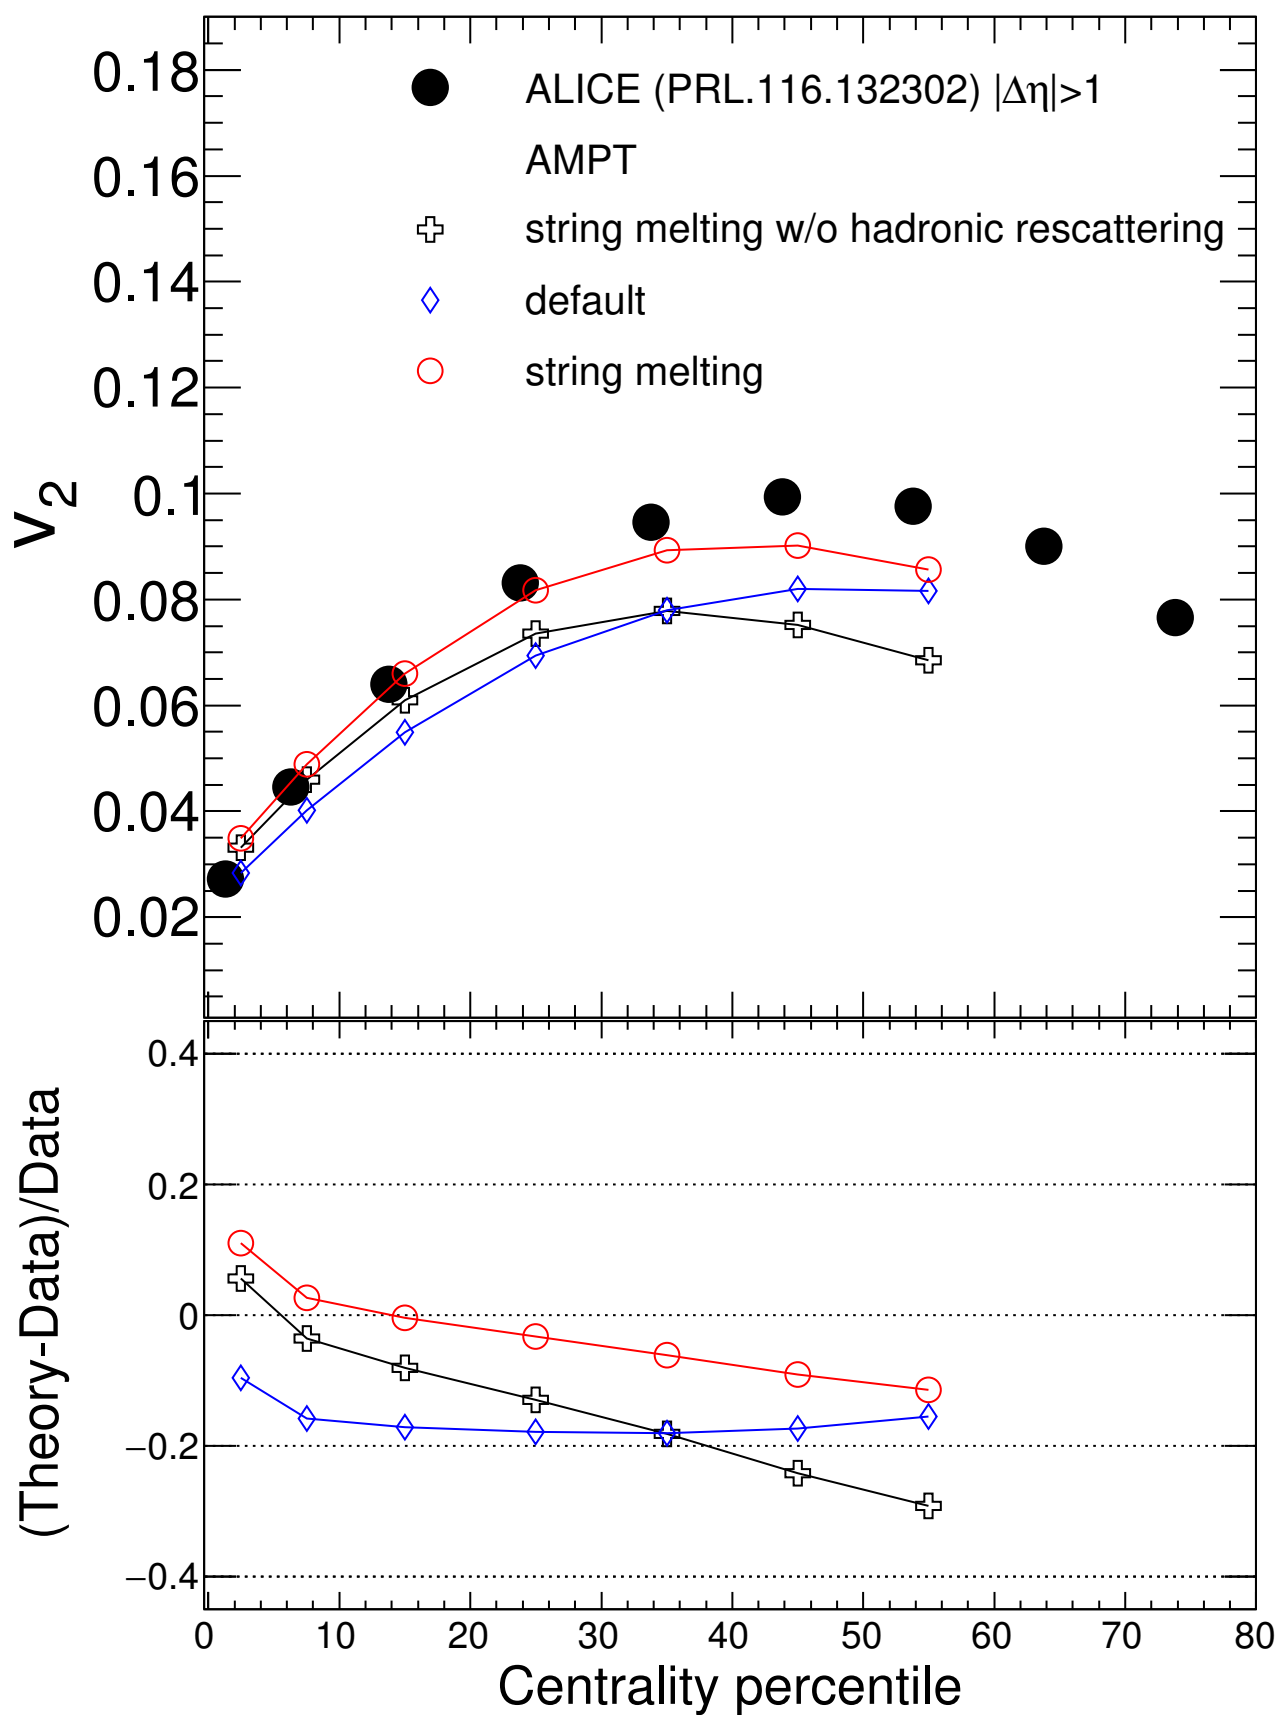 0.18
0.16
0.14
0.12
0.1
0.08
0.06
0.04
0.02
v2
ALICE (PRL.116.132302) |Δη|>1
AMPT
string melting w/o hadronic rescattering
default
string melting
0.4
0.2
0
−0.2
−0.4
(Theory-Data)/Data
0 10 20 30 40 50 60 70 80
Centrality percentile